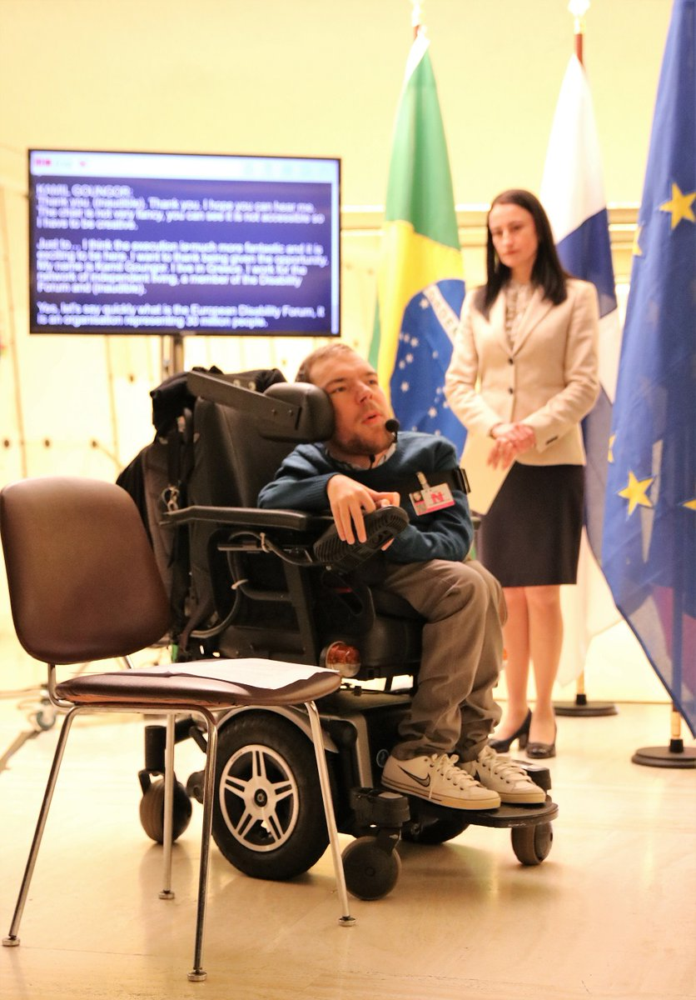 KAMIL GOUNGOR:
Thank you, (inaudible). Thank you. I hope you can hear me.
The chair is not very fancy, you can see it is not accessible so
I have to be creative.
Just to... I think the execution is much more fantastic and it is
exciting to be here. I want to thank being given the opportunity.
My name is Kamil Goungor, I live in Greece, I work for the
network of independent living, a member of the Disability
Forum and (inaudible).
Yes, let's say quickly what is the European Disability Forum, it
is an organisation representing 30 million people.